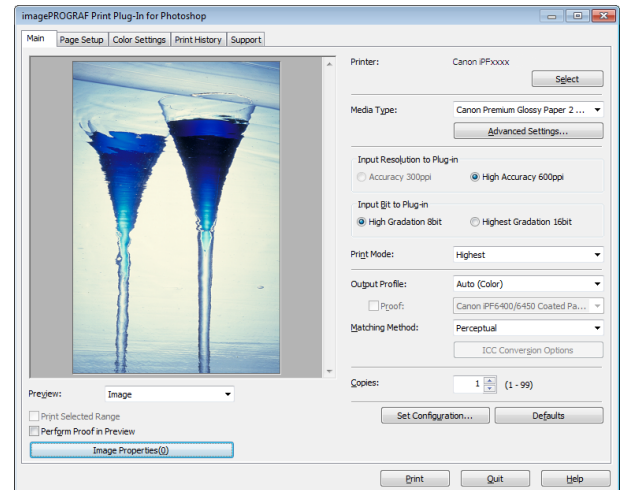 imagePROGRAF Print Plug-In for Photoshop
Main Page Setup Color Settings Print History Support
Printer: Canon iPFxxxx
Select
Media Type: Canon Premium Glossy Paper 2 ...
Advanced Settings...
Input Resolution to Plug-in
Accuracy 300ppi High Accuracy 600ppi
Input Bit to Plug-in
High Gradation 8bit Highest Gradation 16bit
Print Mode: Highest
Output Profile: Auto (Color)
Proof: Canon iPF6400/6450 Coated Pa...
Matching Method: Perceptual
ICC Conversion Options
Copies: 1 (1 - 99)
Preview: Image
Print Selected Range
Perform Proof in Preview
Image Properties(0)
Set Configuration... Defaults
Print Quit Help